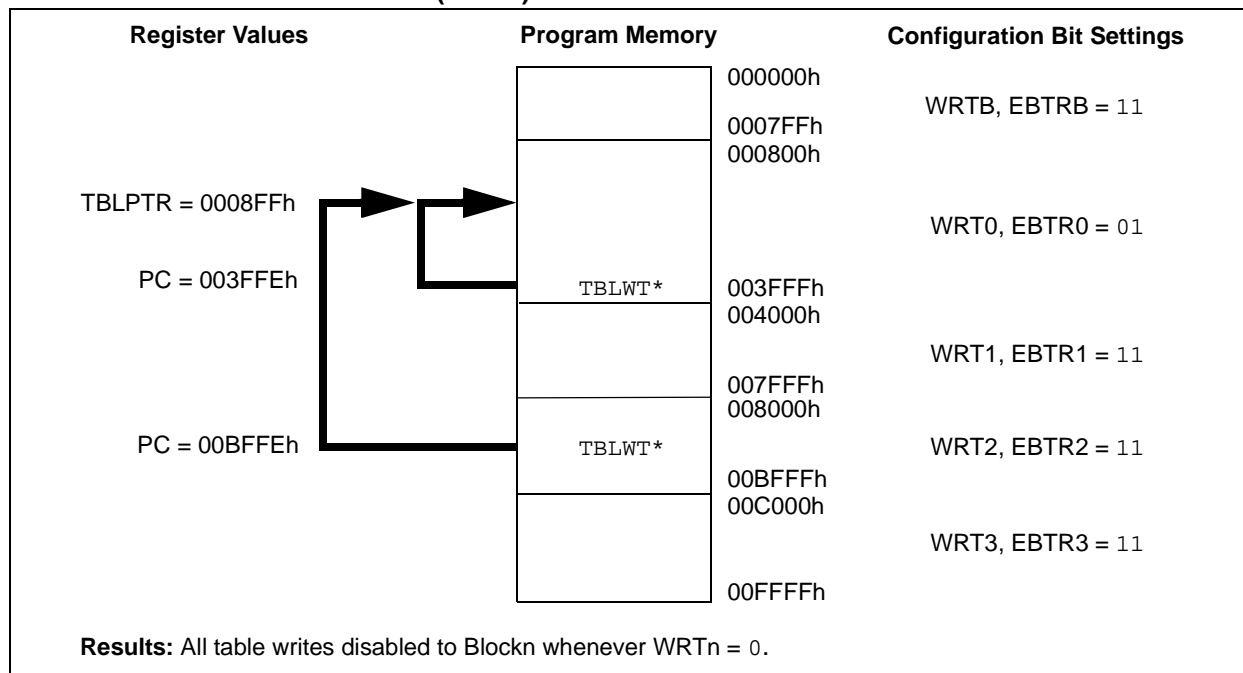 Register Values Program Memory Configuration Bit Settings
000000h
WRTB, EBTRB = 11
0007FFh
000800h
TBLPTR = 0008FFh
WRT0, EBTR0 = 01
PC = 003FFEh
TBLWT* 003FFFh
004000h
WRT1, EBTR1 = 11
007FFFh
008000h
PC = 00BFFEh TBLWT* WRT2, EBTR2 = 11
00BFFFh
00C000h
WRT3, EBTR3 = 11
00FFFFh
Results: All table writes disabled to Blockn whenever WRTn = 0.